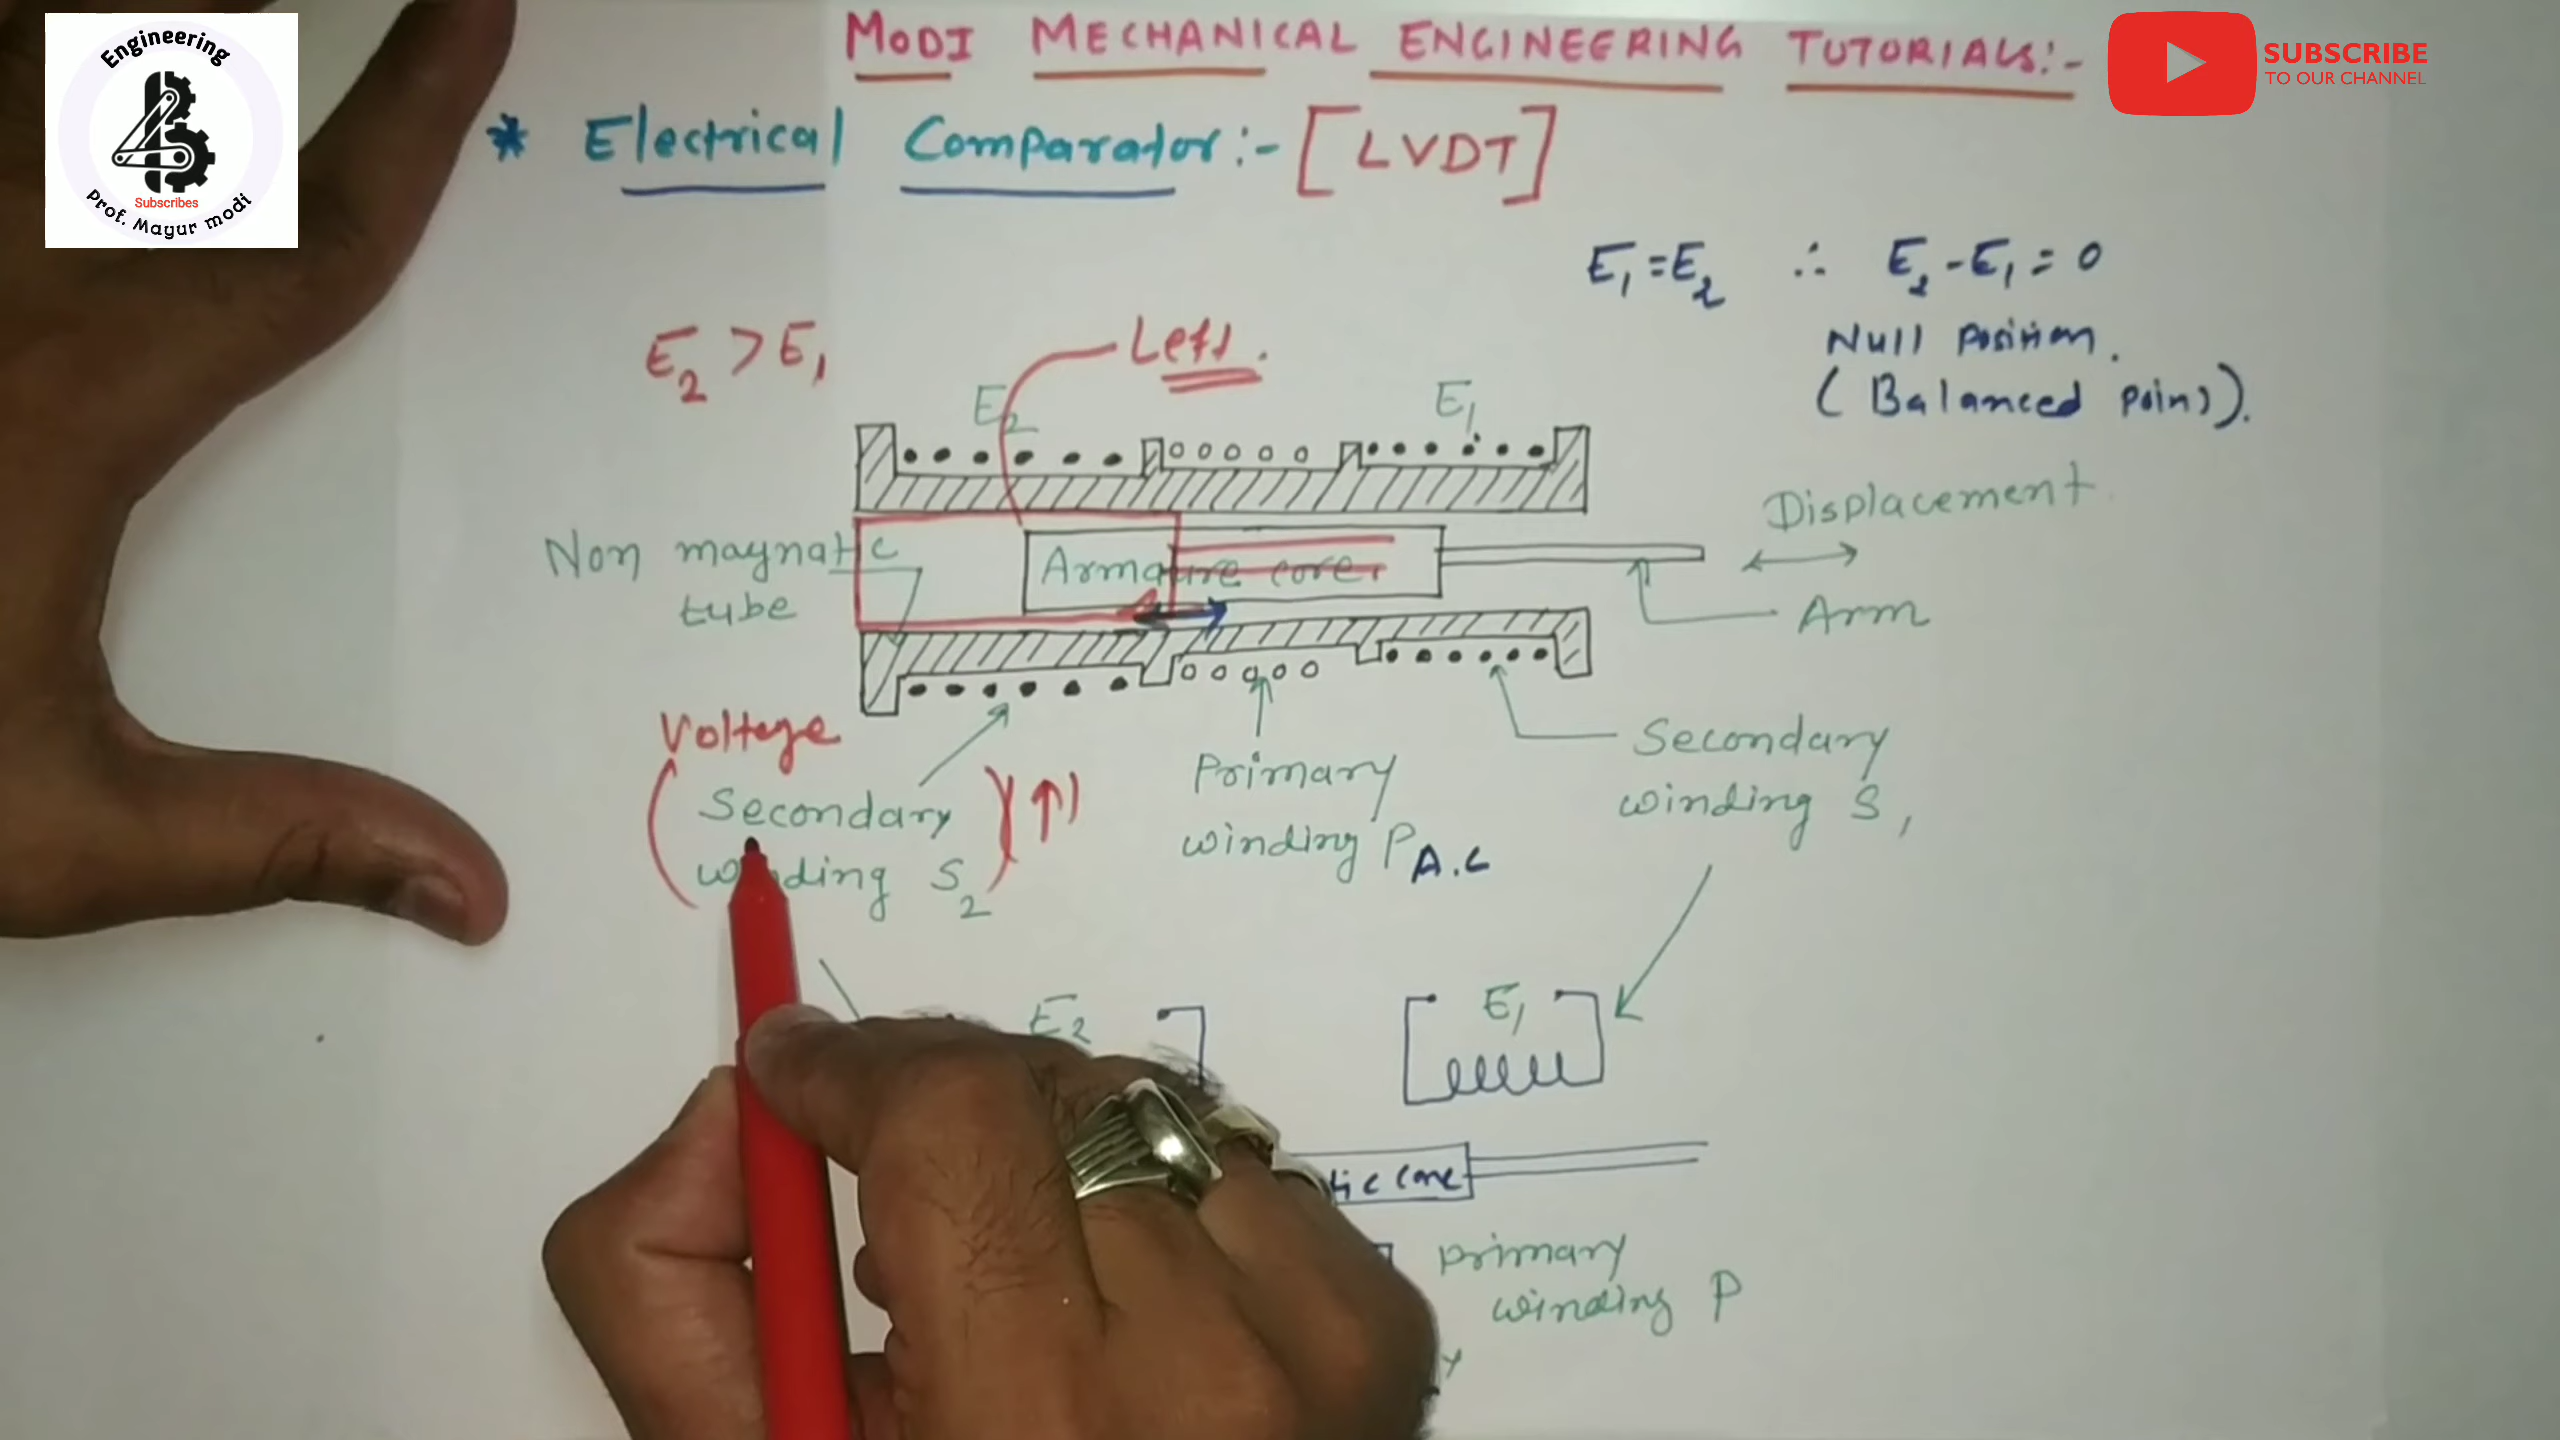 Engineering
Subscribes
Prof. Mayur modi
MODI MECHANICAL ENGINEERING TUTORIALS:-
SUBSCRIBE
TO OUR CHANNEL
* Electrical Comparator:- [LVDT]
E1 = E2 ∴ E2 - E1 = 0
Null Position.
(Balanced point).
E2 > E1
Left.
E2
E1
Displacement
Non magnatic
tube
Armature core.
Arm
Voltage
(Secondary
winding S2) (↑)
Primary
winding P
A.C
Secondary
winding S1
E2
E1
tic core
primary
winding P